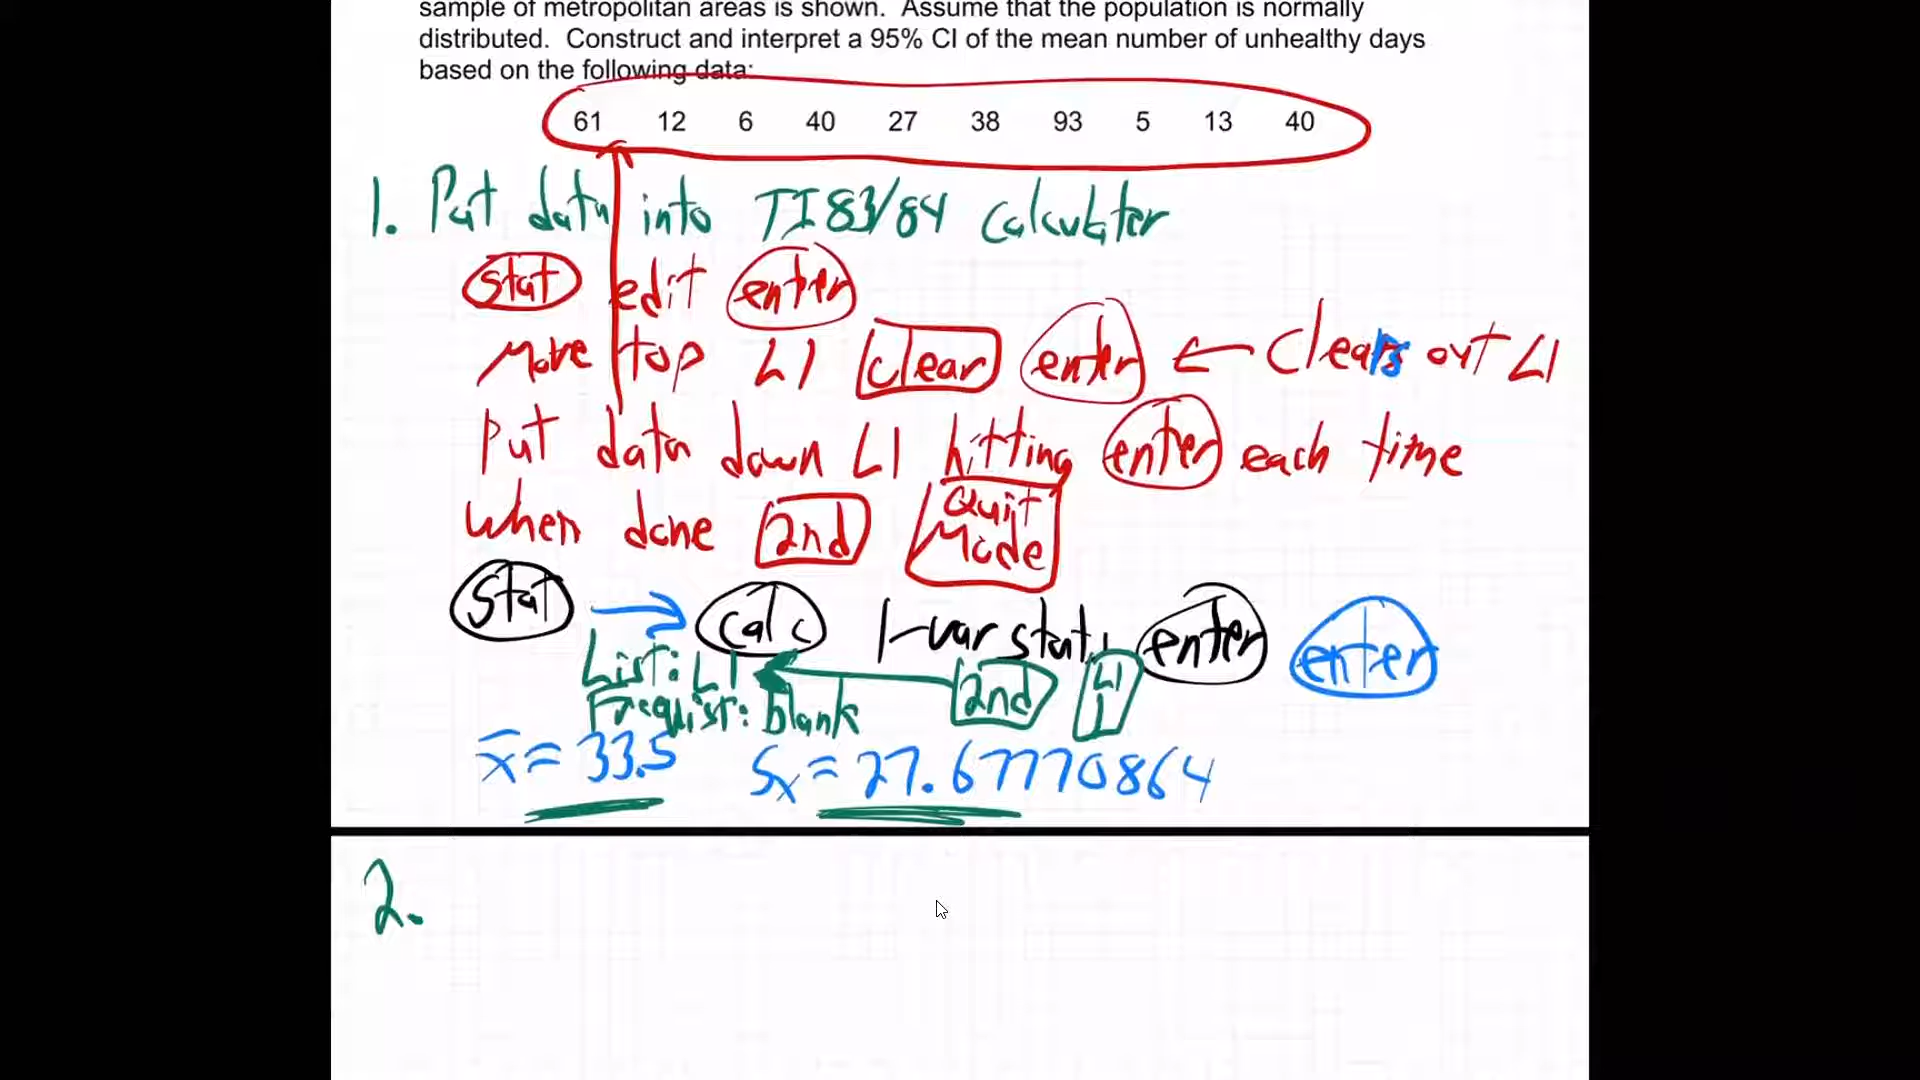 sample of metropolitan areas is shown. Assume that the population is normally
distributed. Construct and interpret a 95% CI of the mean number of unhealthy days
based on the following data:
61 12 6 40 27 38 93 5 13 40
1. Put data into TI83/84 calculator
stat edit enter
Move top L1 clear enter ← Clears out L1
Put data down L1 hitting enter each time
When done 2nd Quit Mode
Stat → calc 1-var stats enter enter
List: L1 ← 2nd L1 1
Freqlist: blank
x̄ = 33.5 Sx = 27.67770864
2.